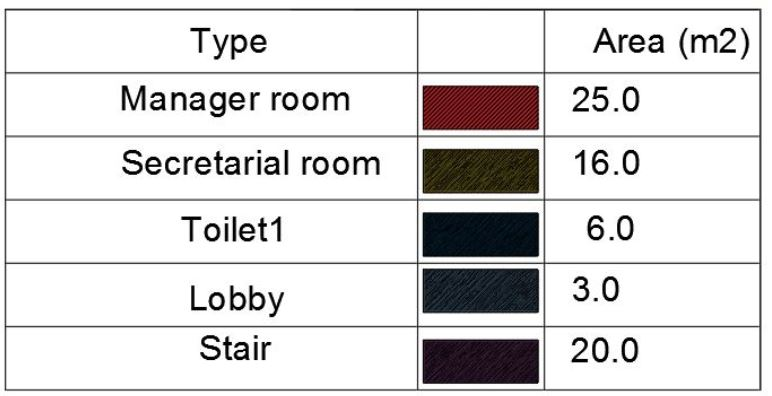 Type Area (m2)
Manager room 25.0
Secretarial room 16.0
Toilet1 6.0
Lobby 3.0
Stair 20.0